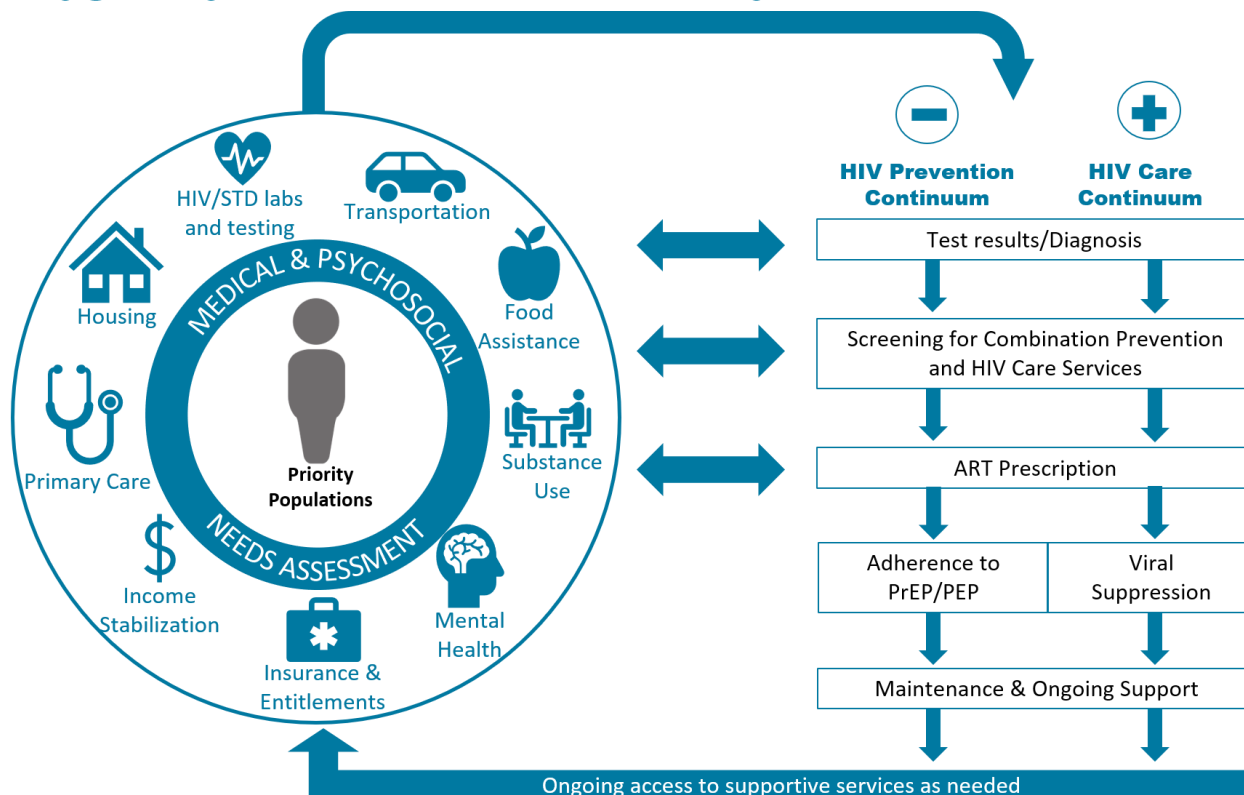 HIV/STD labs
and testing
Transportation
Housing
Food
Assistance
MEDICAL & PSYCHOSOCIAL
NEEDS ASSESSMENT
Priority
Populations
Primary Care
Substance
Use
Income
Stabilization
Mental
Health
Insurance &
Entitlements
HIV Prevention
Continuum
HIV Care
Continuum
Test results/Diagnosis
Screening for Combination Prevention
and HIV Care Services
ART Prescription
Adherence to
PrEP/PEP
Viral
Suppression
Maintenance & Ongoing Support
Ongoing access to supportive services as needed